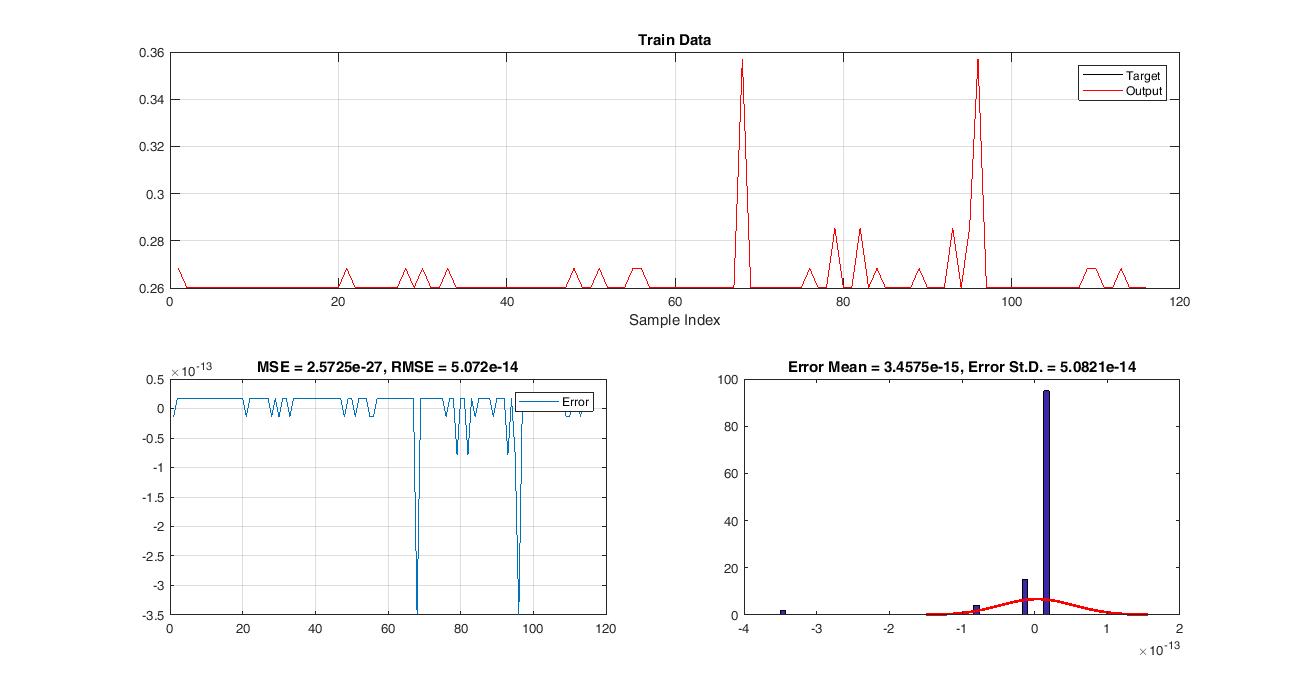 Train Data
0.36
0.34
0.32
0.3
0.28
0.26
Target
Output
0 20 40 60 80 100 120
Sample Index
MSE = 2.5725e-27, RMSE = 5.072e-14
×10^-13
0.5
0
-0.5
-1
-1.5
-2
-2.5
-3
-3.5
Error
0 20 40 60 80 100 120
Error Mean = 3.4575e-15, Error St.D. = 5.0821e-14
100
80
60
40
20
0
-4 -3 -2 -1 0 1 2
×10^-13